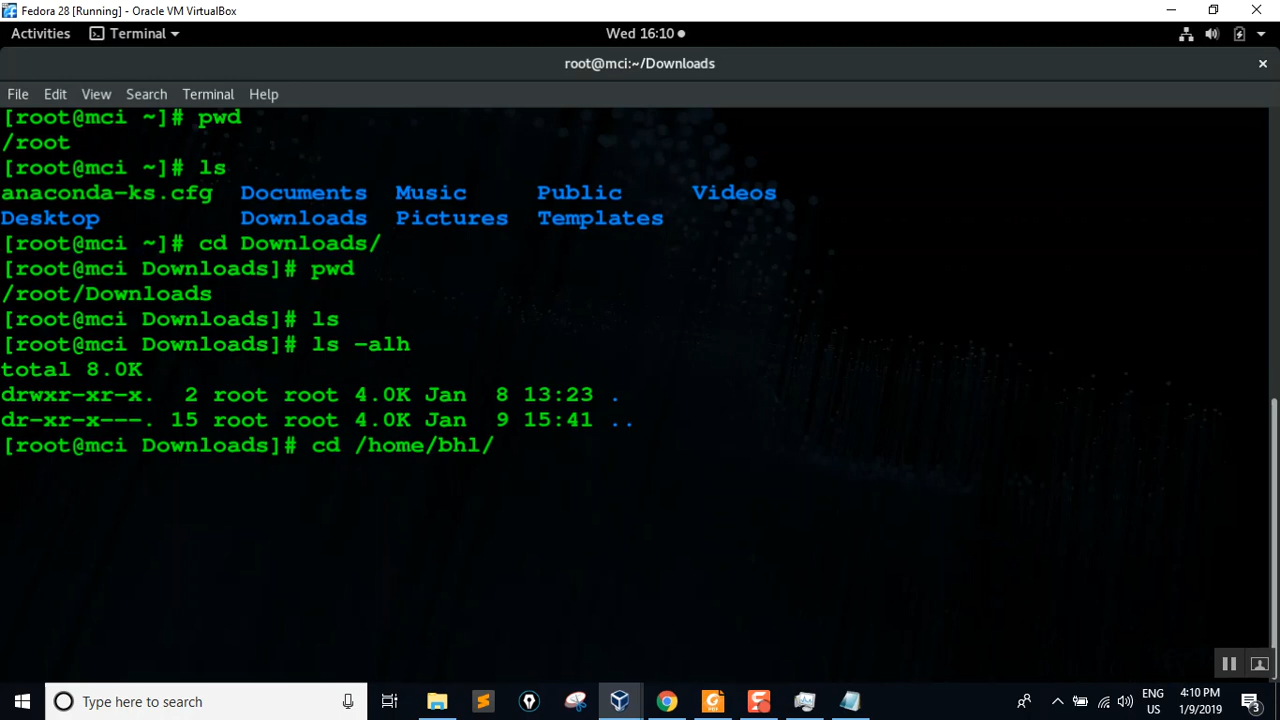 Fedora 28 [Running] - Oracle VM VirtualBox
Activities Terminal Wed 16:10
root@mci:~/Downloads
File Edit View Search Terminal Help
[root@mci ~]# pwd
/root
[root@mci ~]# ls
anaconda-ks.cfg Documents Music Public Videos
Desktop Downloads Pictures Templates
[root@mci ~]# cd Downloads/
[root@mci Downloads]# pwd
/root/Downloads
[root@mci Downloads]# ls
[root@mci Downloads]# ls -alh
total 8.0K
drwxr-xr-x. 2 root root 4.0K Jan 8 13:23 .
dr-xr-x---. 15 root root 4.0K Jan 9 15:41 ..
[root@mci Downloads]# cd /home/bhl/
Type here to search
ENG
US
4:10 PM
1/9/2019
3